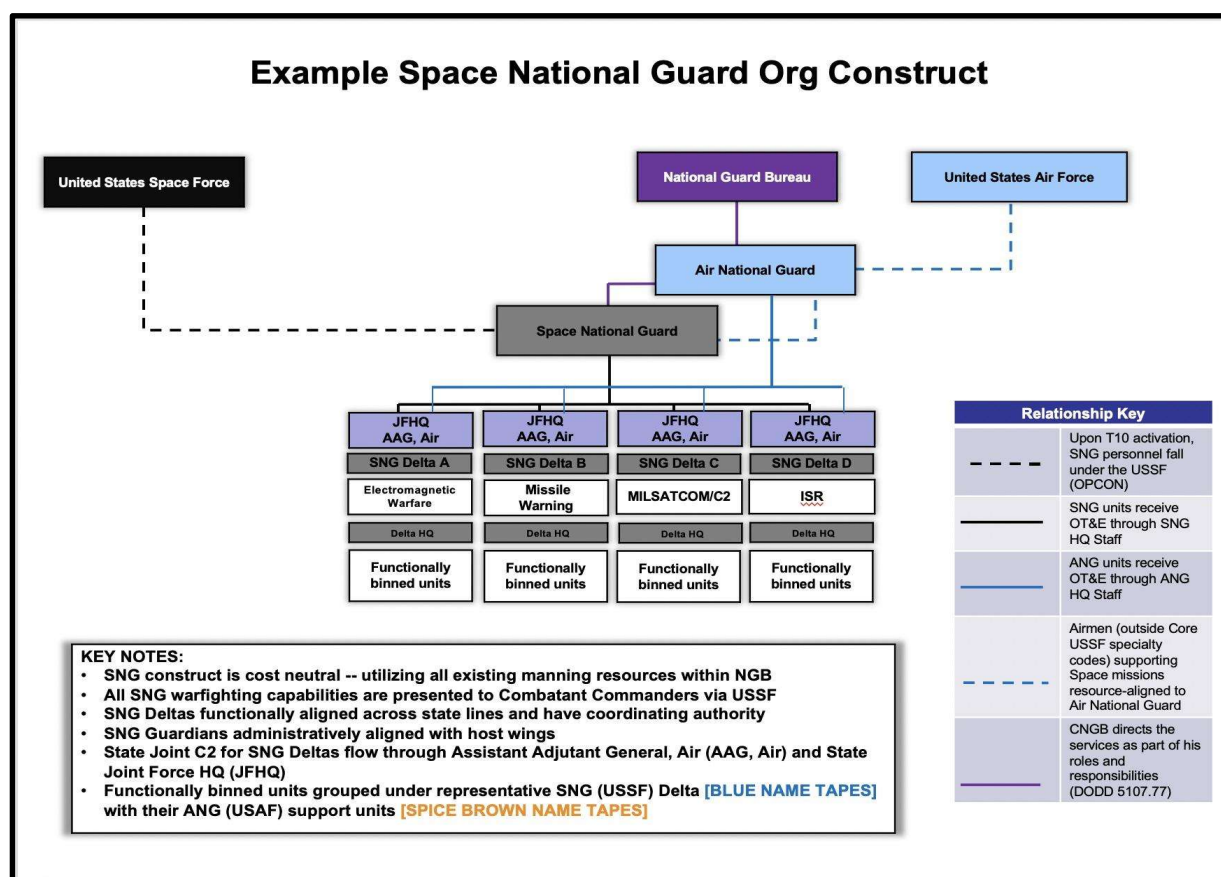 Example Space National Guard Org Construct
United States Space Force
National Guard Bureau
United States Air Force
Air National Guard
Space National Guard
JFHQ
AAG, Air
JFHQ
AAG, Air
JFHQ
AAG, Air
JFHQ
AAG, Air
SNG Delta A
SNG Delta B
SNG Delta C
SNG Delta D
Electromagnetic
Warfare
Missile
Warning
MILSATCOM/C2
ISR
Delta HQ
Delta HQ
Delta HQ
Delta HQ
Functionally
binned units
Functionally
binned units
Functionally
binned units
Functionally
binned units
Relationship Key
Upon T10 activation,
SNG personnel fall
under the USSF
(OPCON)
SNG units receive
OT&E through SNG
HQ Staff
ANG units receive
OT&E through ANG
HQ Staff
Airmen (outside Core
USSF specialty
codes) supporting
Space missions
resource-aligned to
Air National Guard
CNGB directs the
services as part of his
roles and
responsibilities
(DODD 5107.77)
KEY NOTES:
• SNG construct is cost neutral -- utilizing all existing manning resources within NGB
• All SNG warfighting capabilities are presented to Combatant Commanders via USSF
• SNG Deltas functionally aligned across state lines and have coordinating authority
• SNG Guardians administratively aligned with host wings
• State Joint C2 for SNG Deltas flow through Assistant Adjutant General, Air (AAG, Air) and State
Joint Force HQ (JFHQ)
• Functionally binned units grouped under representative SNG (USSF) Delta [BLUE NAME TAPES]
with their ANG (USAF) support units [SPICE BROWN NAME TAPES]